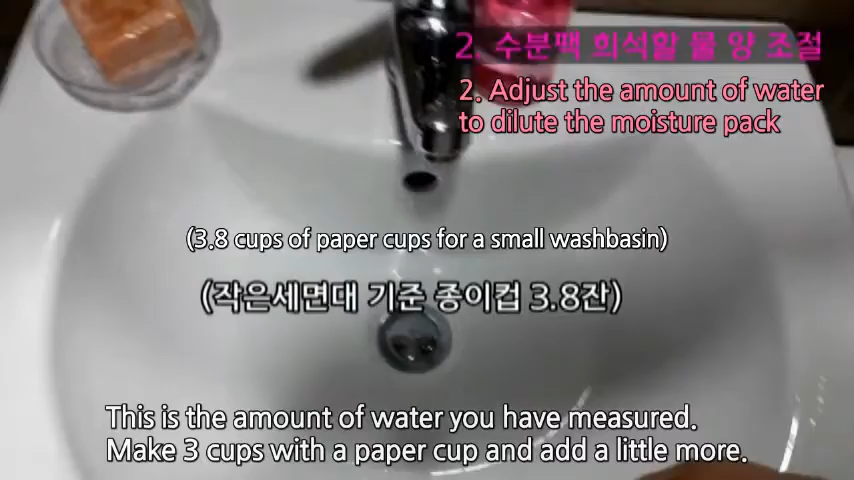 2. 수분팩 희석할 물 양 조절
2. Adjust the amount of water
to dilute the moisture pack
(3.8 cups of paper cups for a small washbasin)
(작은세면대 기준 종이컵 3.8잔)
This is the amount of water you have measured.
Make 3 cups with a paper cup and add a little more.